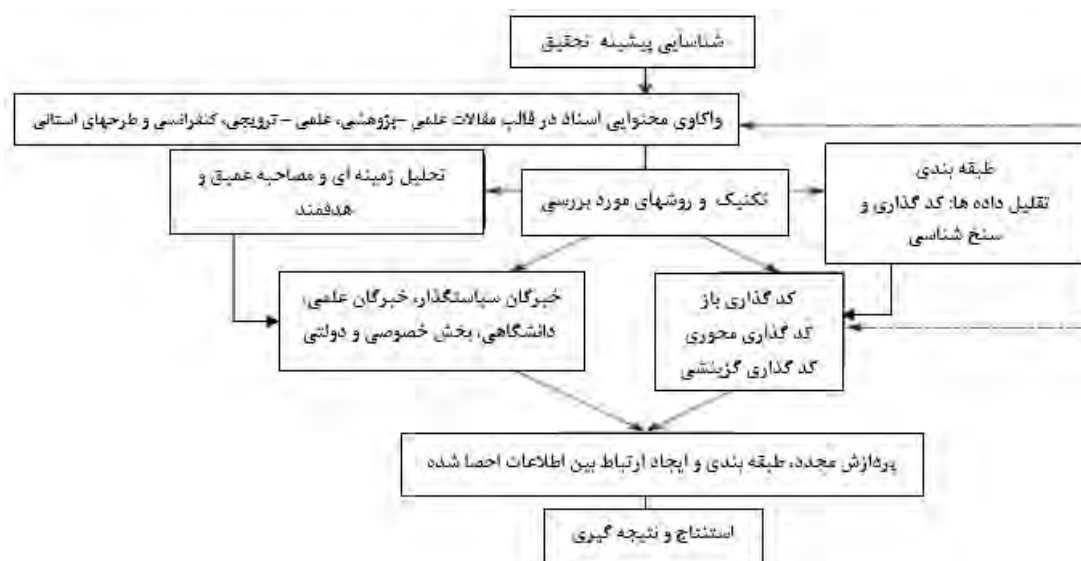 شناسایی پیشینه تحقیق
واکاوی محتوایی اسناد در قالب مقالات علمی –پژوهشی، علمی – ترویجی، کنفرانسی و طرحهای استانی
طبقه بندی
تقلیل داده ها: کد گذاری و
سنخ شناسی
تکنیک و روشهای مورد بررسی
تحلیل زمینه ای و مصاحبه عمیق و
هدفمند
کد گذاری باز
کد گذاری محوری
کد گذاری گزینشی
خبرگان سیاستگذار، خبرگان علمی،
دانشگاهی، بخش خصوصی و دولتی
پردازش مجدد، طبقه بندی و ایجاد ارتباط بین اطلاعات احصا شده
استنتاج و نتیجه گیری